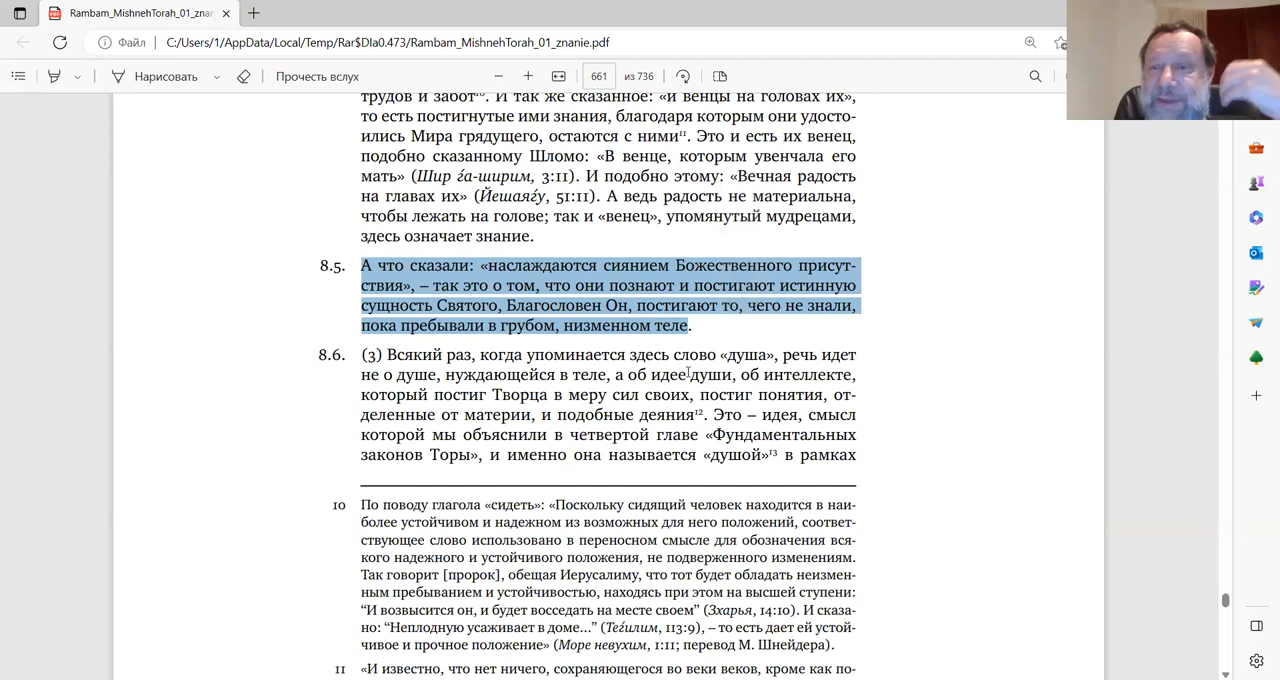 Rambam_MishnehTorah_01_znan
Файл
C:/Users/1/AppData/Local/Temp/Rar$DIa0.473/Rambam_MishnehTorah_01_znanie.pdf
Нарисовать
Прочесть вслух
661 из 736
трудов и забот¹⁰. И так же сказанное: «и венцы на головах их»,
то есть постигнутые ими знания, благодаря которым они удосто-
ились Мира грядущего, остаются с ними¹¹. Это и есть их венец,
подобно сказанному Шломо: «В венце, которым увенчала его
мать» (Шир ѓа-ширим, 3:11). И подобно этому: «Вечная радость
на главах их» (Йешаяѓу, 51:11). А ведь радость не материальна,
чтобы лежать на голове; так и «венец», упомянутый мудрецами,
здесь означает знание.
8.5. А что сказали: «наслаждаются сиянием Божественного присут-
ствия», – так это о том, что они познают и постигают истинную
сущность Святого, Благословен Он, постигают то, чего не знали,
пока пребывали в грубом, низменном теле.
8.6. (3) Всякий раз, когда упоминается здесь слово «душа», речь идет
не о душе, нуждающейся в теле, а об идее души, об интеллекте,
который постиг Творца в меру сил своих, постиг понятия, от-
деленные от материи, и подобные деяния¹². Это – идея, смысл
которой мы объяснили в четвертой главе «Фундаментальных
законов Торы», и именно она называется «душой»¹³ в рамках
10 По поводу глагола «сидеть»: «Поскольку сидящий человек находится в наи-
более устойчивом и надежном из возможных для него положений, соответ-
ствующее слово использовано в переносном смысле для обозначения вся-
кого надежного и устойчивого положения, не подверженного изменениям.
Так говорит [пророк], обещая Иерусалиму, что тот будет обладать неизмен-
ным пребыванием и устойчивостью, находясь при этом на высшей ступени:
“И возвысится он, и будет восседать на месте своем” (Зхарья, 14:10). И сказа-
но: “Неплодную усаживает в доме...” (Теѓилим, 113:9), – то есть дает ей устой-
чивое и прочное положение» (Море невухим, 1:11; перевод М. Шнейдера).
11 «И известно, что нет ничего, сохраняющегося во веки веков, кроме как по-